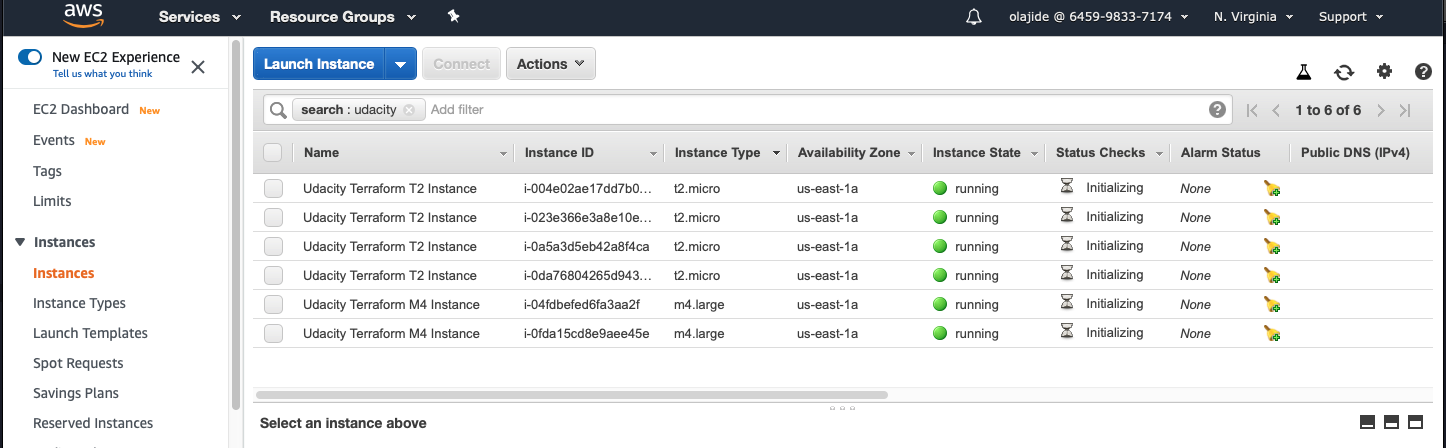 aws Services Resource Groups olajide @ 6459-9833-7174 N. Virginia Support
New EC2 Experience
Tell us what you think
EC2 Dashboard New
Events New
Tags
Limits
Instances
Instances
Instance Types
Launch Templates
Spot Requests
Savings Plans
Reserved Instances
Launch Instance Connect Actions
search : udacity Add filter 1 to 6 of 6
Name Instance ID Instance Type Availability Zone Instance State Status Checks Alarm Status Public DNS (IPv4)
Udacity Terraform T2 Instance i-004e02ae17dd7b0... t2.micro us-east-1a running Initializing None
Udacity Terraform T2 Instance i-023e366e3a8e10e... t2.micro us-east-1a running Initializing None
Udacity Terraform T2 Instance i-0a5a3d5eb42a8f4ca t2.micro us-east-1a running Initializing None
Udacity Terraform T2 Instance i-0da76804265d943... t2.micro us-east-1a running Initializing None
Udacity Terraform M4 Instance i-04fdbefed6fa3aa2f m4.large us-east-1a running Initializing None
Udacity Terraform M4 Instance i-0fda15cd8e9aee45e m4.large us-east-1a running Initializing None
Select an instance above